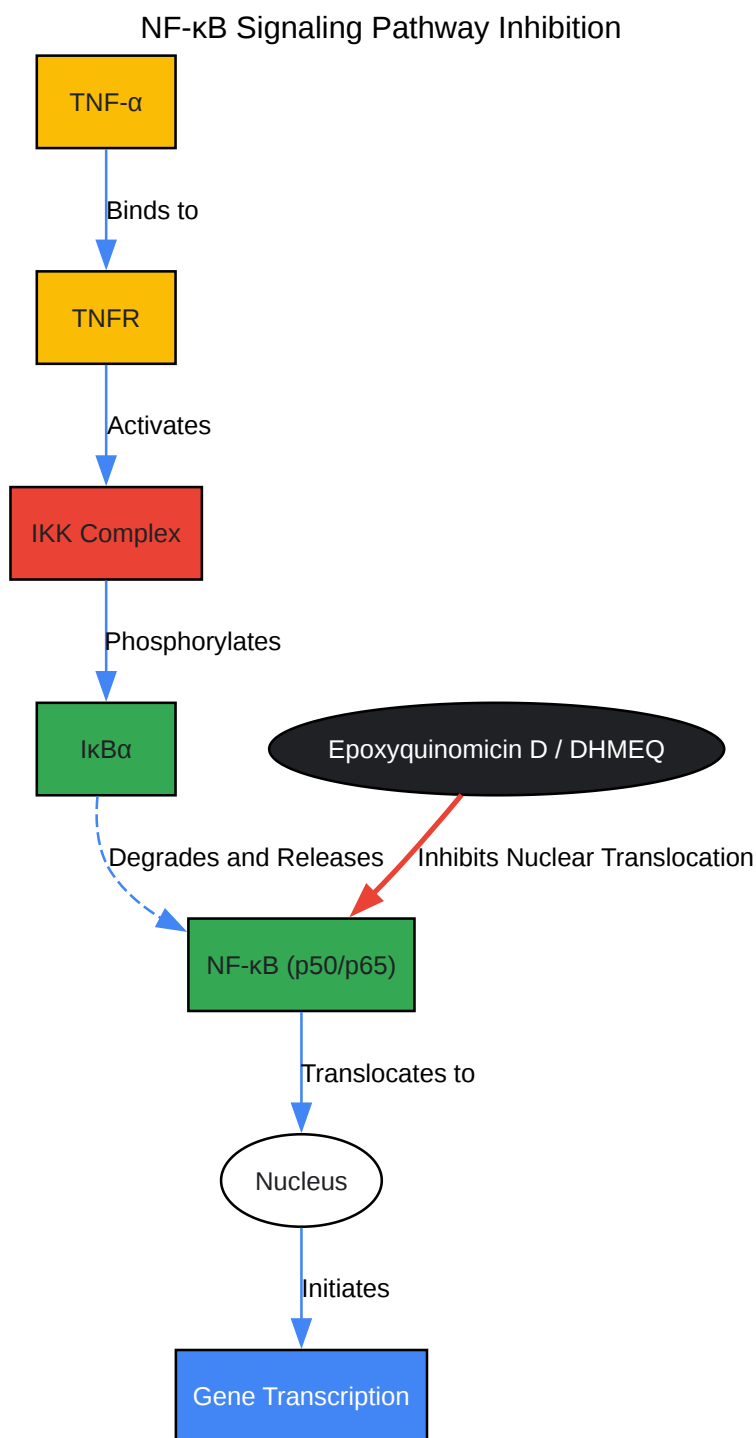 NF-κB Signaling Pathway Inhibition
TNF-α
Binds to
TNFR
Activates
IKK Complex
Phosphorylates
IκBα
Epoxyquinomicin D / DHMEQ
Degrades and Releases
Inhibits Nuclear Translocation
NF-κB (p50/p65)
Translocates to
Nucleus
Initiates
Gene Transcription